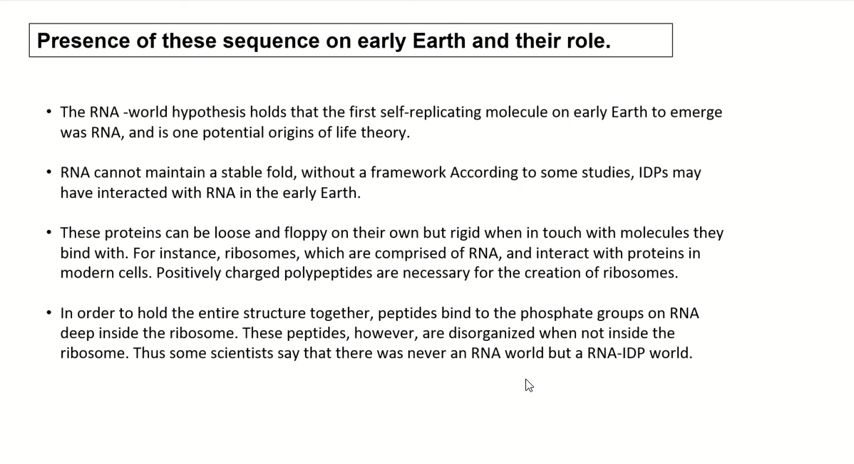 Presence of these sequence on early Earth and their role.
• The RNA -world hypothesis holds that the first self-replicating molecule on early Earth to emerge
was RNA, and is one potential origins of life theory.
• RNA cannot maintain a stable fold, without a framework According to some studies, IDPs may
have interacted with RNA in the early Earth.
• These proteins can be loose and floppy on their own but rigid when in touch with molecules they
bind with. For instance, ribosomes, which are comprised of RNA, and interact with proteins in
modern cells. Positively charged polypeptides are necessary for the creation of ribosomes.
• In order to hold the entire structure together, peptides bind to the phosphate groups on RNA
deep inside the ribosome. These peptides, however, are disorganized when not inside the
ribosome. Thus some scientists say that there was never an RNA world but a RNA-IDP world.